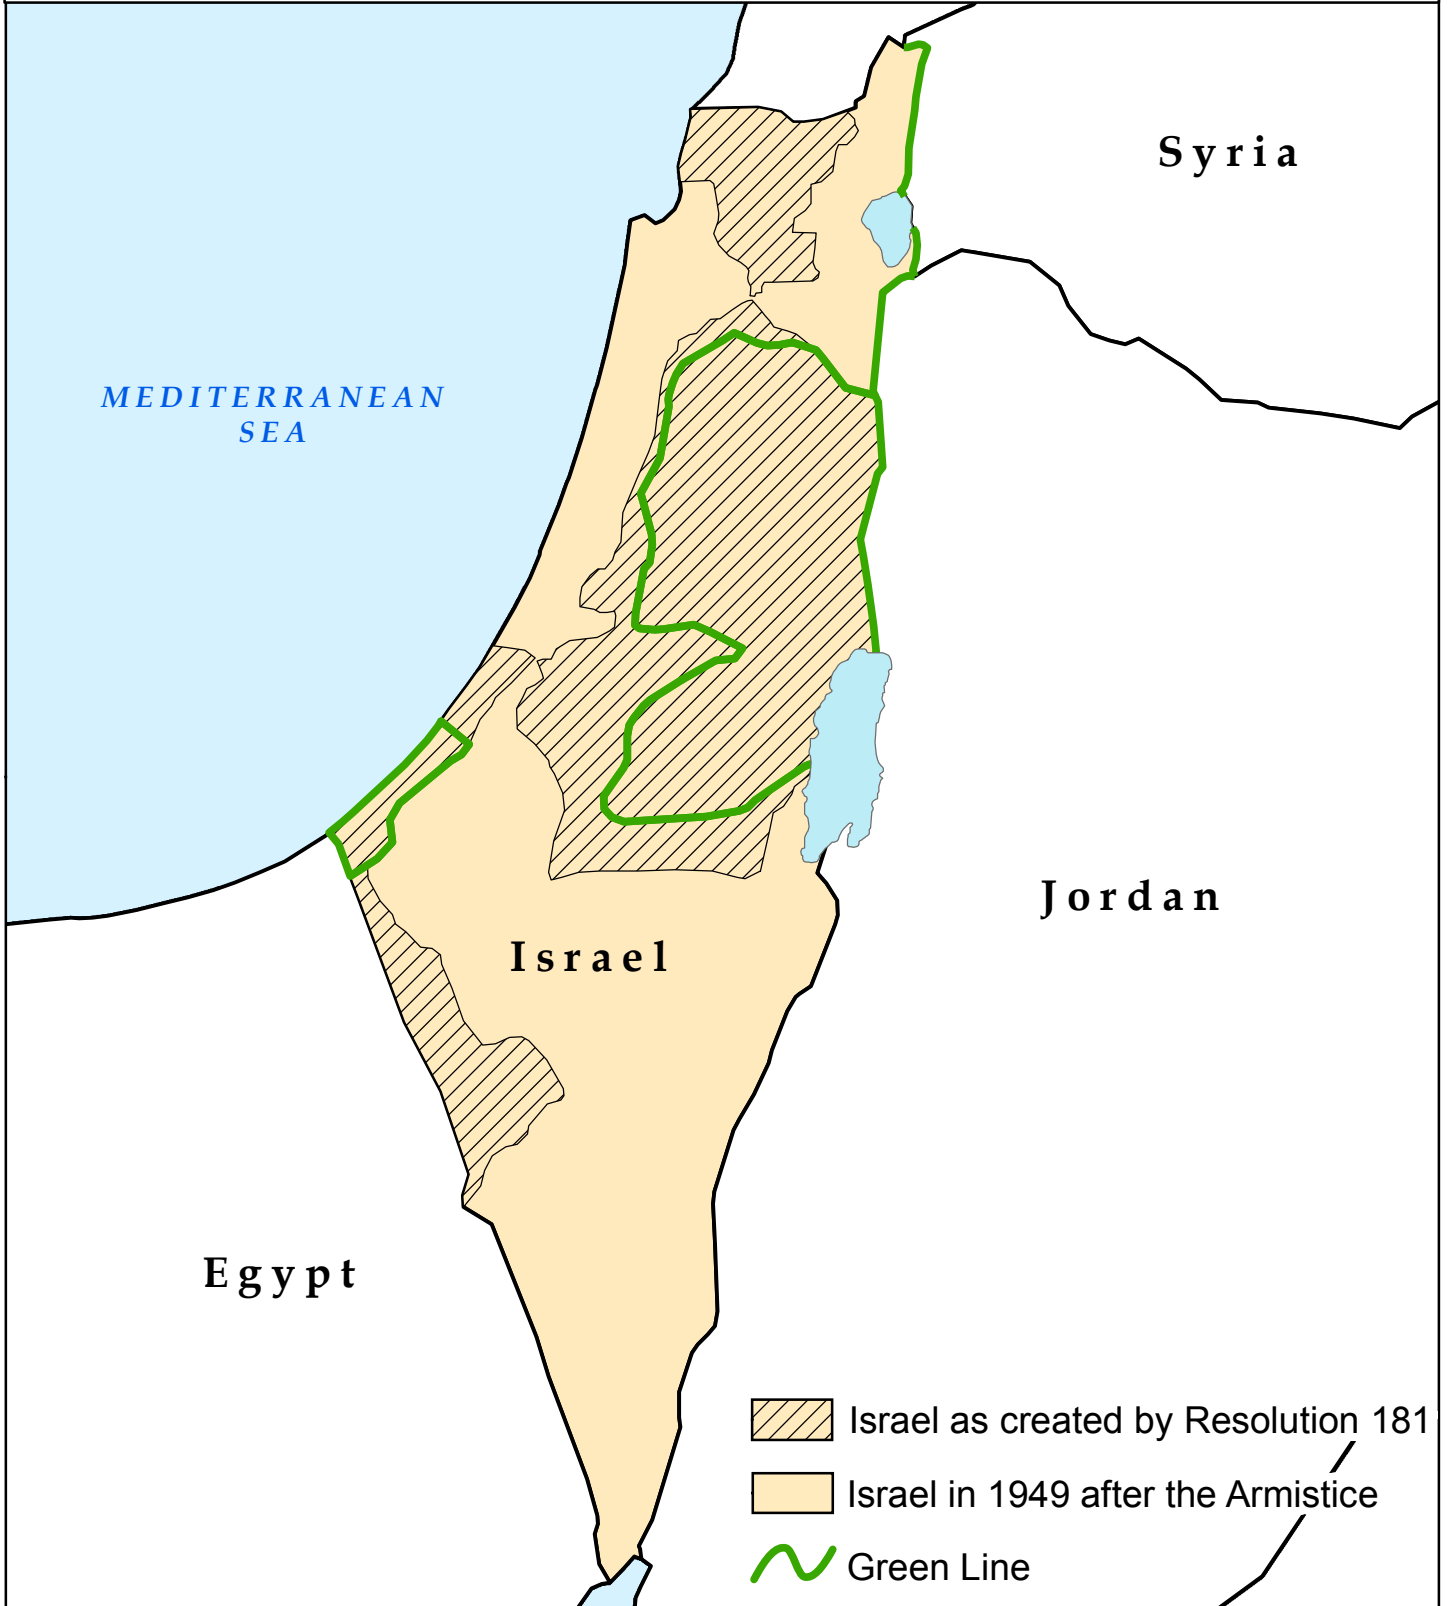 Syria
MEDITERRANEAN
SEA
Jordan
Israel
Egypt
Israel as created by Resolution 181
Israel in 1949 after the Armistice
Green Line